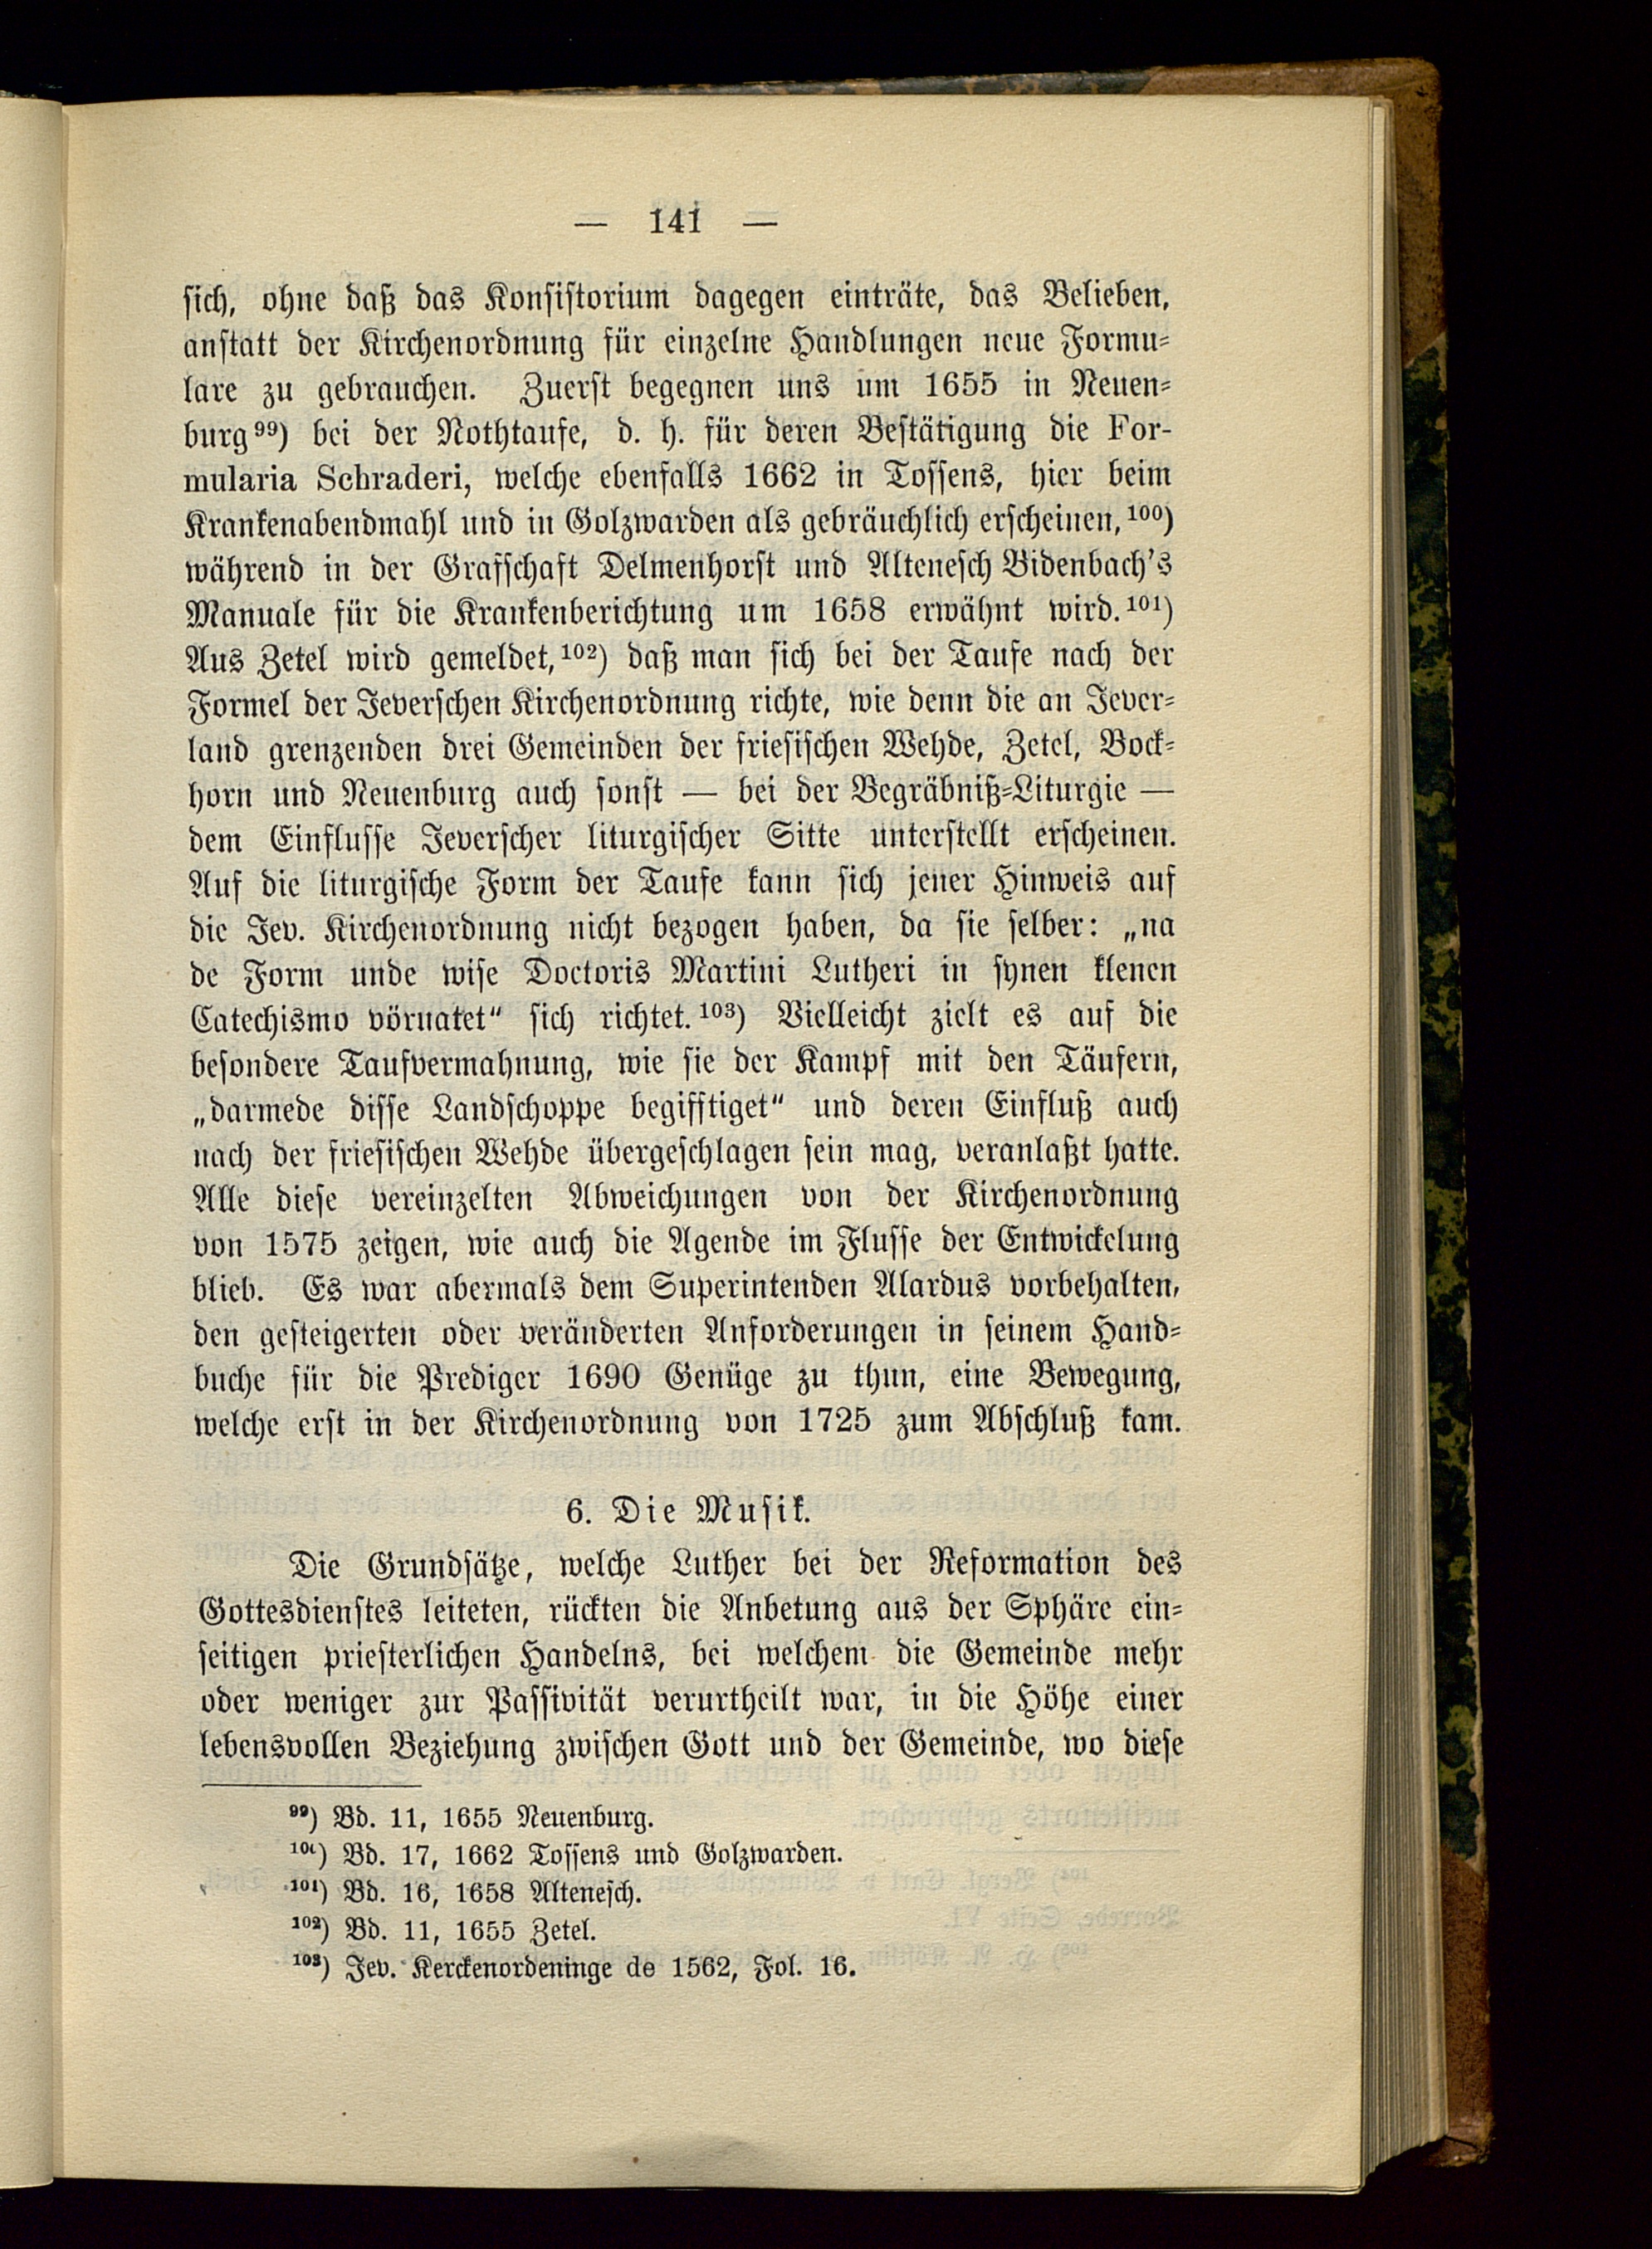 — 141 —
sich, ohne daß das Konsistorium dagegen einträte, das Belieben,
anstatt der Kirchenordnung für einzelne Handlungen neue Formu-
lare zu gebrauchen. Zuerst begegnen uns um 1655 in Neuen-
burg⁹⁹) bei der Nothtaufe, d. h. für deren Bestätigung die For-
mularia Schraderi, welche ebenfalls 1662 in Tossens, hier beim
Krankenabendmahl und in Golzwarden als gebräuchlich erscheinen,¹⁰⁰)
während in der Grafschaft Delmenhorst und Altenesch Bidenbach's
Manuale für die Krankenberichtung um 1658 erwähnt wird.¹⁰¹)
Aus Zetel wird gemeldet,¹⁰²) daß man sich bei der Taufe nach der
Formel der Jeverschen Kirchenordnung richte, wie denn die an Jever-
land grenzenden drei Gemeinden der friesischen Wehde, Zetel, Bock-
horn und Neuenburg auch sonst — bei der Begräbniß-Liturgie —
dem Einflusse Jeverscher liturgischer Sitte unterstellt erscheinen.
Auf die liturgische Form der Taufe kann sich jener Hinweis auf
die Jev. Kirchenordnung nicht bezogen haben, da sie selber: „na
de Form unde wise Doctoris Martini Lutheri in synen klenen
Catechismo vörnatet“ sich richtet.¹⁰³) Vielleicht zielt es auf die
besondere Taufvermahnung, wie sie der Kampf mit den Täufern,
„darmede disse Landschoppe begifftiget“ und deren Einfluß auch
nach der friesischen Wehde übergeschlagen sein mag, veranlaßt hatte.
Alle diese vereinzelten Abweichungen von der Kirchenordnung
von 1575 zeigen, wie auch die Agende im Flusse der Entwickelung
blieb. Es war abermals dem Superintenden Alardus vorbehalten,
den gesteigerten oder veränderten Anforderungen in seinem Hand-
buche für die Prediger 1690 Genüge zu thun, eine Bewegung,
welche erst in der Kirchenordnung von 1725 zum Abschluß kam.
6. Die Musik.
Die Grundsätze, welche Luther bei der Reformation des
Gottesdienstes leiteten, rückten die Anbetung aus der Sphäre ein-
seitigen priesterlichen Handelns, bei welchem die Gemeinde mehr
oder weniger zur Passivität verurtheilt war, in die Höhe einer
lebensvollen Beziehung zwischen Gott und der Gemeinde, wo diese
⁹⁹) Bd. 11, 1655 Neuenburg.
¹⁰⁰) Bd. 17, 1662 Tossens und Golzwarden.
¹⁰¹) Bd. 16, 1658 Altenesch.
¹⁰²) Bd. 11, 1655 Zetel.
¹⁰³) Jev. Kerckenordeninge de 1562, Fol. 16.